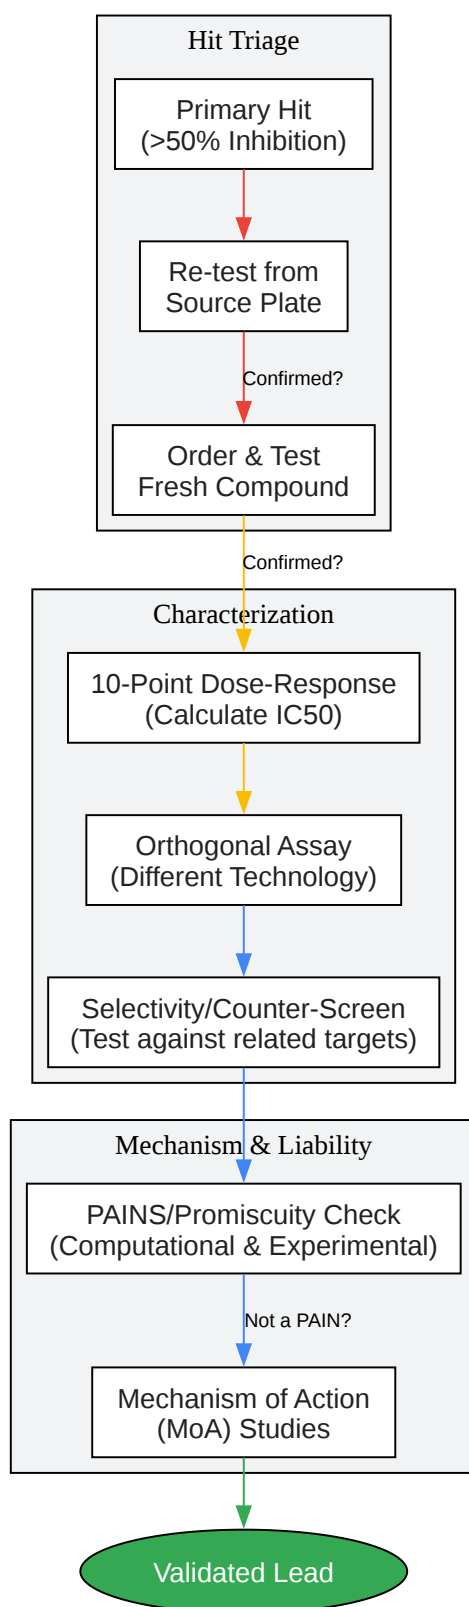 Hit Triage
Primary Hit
(>50% Inhibition)
Re-test from
Source Plate
Confirmed?
Order & Test
Fresh Compound
Confirmed?
Characterization
10-Point Dose-Response
(Calculate IC50)
Orthogonal Assay
(Different Technology)
Selectivity/Counter-Screen
(Test against related targets)
Mechanism & Liability
PAINS/Promiscuity Check
(Computational & Experimental)
Not a PAIN?
Mechanism of Action
(MoA) Studies
Validated Lead